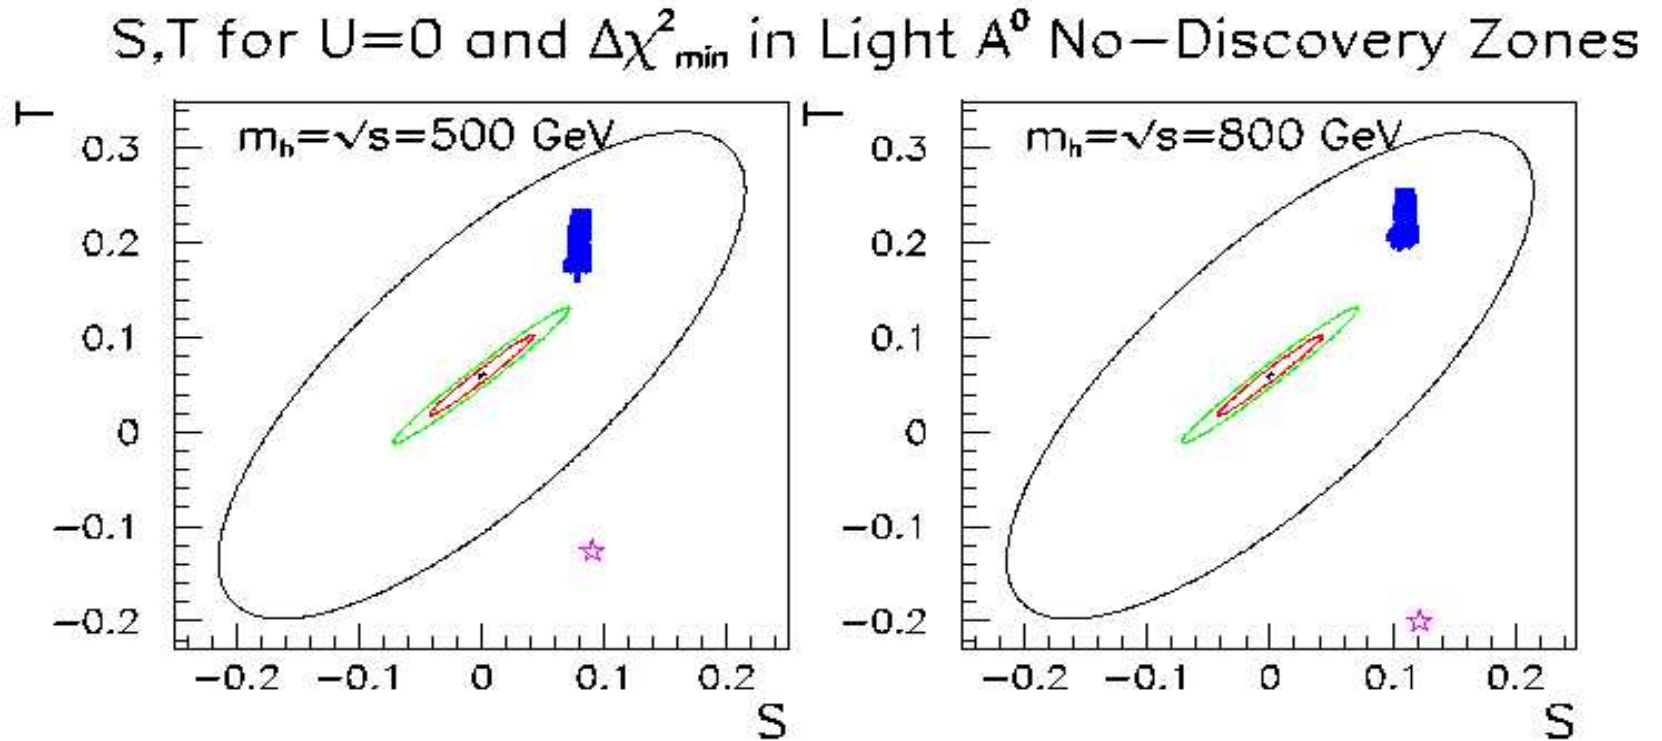 S,T for U=0 and Δχ²min in Light A⁰ No−Discovery Zones
T
mh=√s=500 GeV
0.3
0.2
0.1
0
−0.1
−0.2
−0.2 −0.1 0 0.1 0.2
S
T
mh=√s=800 GeV
0.3
0.2
0.1
0
−0.1
−0.2
−0.2 −0.1 0 0.1 0.2
S